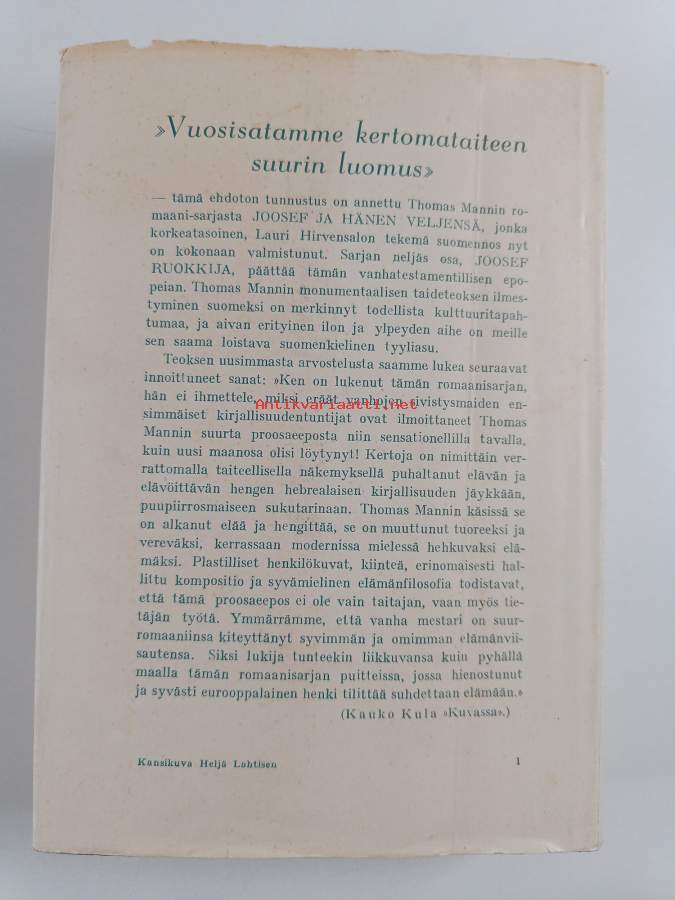 »Vuosisatamme kertomataiteen
suurin luomus»
— tämä ehdoton tunnustus on annettu Thomas Mannin ro-
maani-sarjasta JOOSEF JA HÄNEN VELJENSÄ, jonka
korkeatasoinen, Lauri Hirvensalon tekemä suomennos nyt
on kokonaan valmistunut. Sarjan neljäs osa, JOOSEF
RUOKKIJA, päättää tämän vanhatestamentillisen epo-
peian. Thomas Mannin monumentaalisen taideteoksen ilmes-
tyminen suomeksi on merkinnyt todellista kulttuuritapah-
tumaa, ja aivan erityinen ilon ja ylpeyden aihe on meille
sen saama loistava suomenkielinen tyyliasu.
Teoksen uusimmasta arvostelusta saamme lukea seuraavat
innoittuneet sanat: »Ken on lukenut tämän romaanisarjan,
hän ei ihmettele, miksi eräät vanhojen sivistysmaiden en-
Antikvariaatti.net
simmäiset kirjallisuudentuntijat ovat ilmoittaneet Thomas
Mannin suurta proosaeeposta niin sensationellilla tavalla,
kuin uusi maanosa olisi löytynyt! Kertoja on nimittäin ver-
rattomalla taiteellisella näkemyksellä puhaltanut elävän ja
elävöittävän hengen hebrealaisen kirjallisuuden jäykkään,
puupiirrosmaiseen sukutarinaan. Thomas Mannin käsissä se
on alkanut elää ja hengittää, se on muuttunut tuoreeksi ja
vereväksi, kerrassaan modernissa mielessä hehkuvaksi elä-
mäksi. Plastilliset henkilökuvat, kiinteä, erinomaisesti hal-
littu kompositio ja syvämielinen elämänfilosofia todistavat,
että tämä proosaeepos ei ole vain taitajan, vaan myös tie-
täjän työtä. Ymmärrämme, että vanha mestari on suur-
romaaniinsa kiteyttänyt syvimmän ja omimman elämänvii-
sautensa. Siksi lukija tunteekin liikkuvansa kuin pyhällä
maalla tämän romaanisarjan puitteissa, jossa hienostunut
ja syvästi eurooppalainen henki tilittää suhdettaan elämään.»
(Kauko Kula »Kuvassa».)
Kansikuva Heljä Lahtisen 1